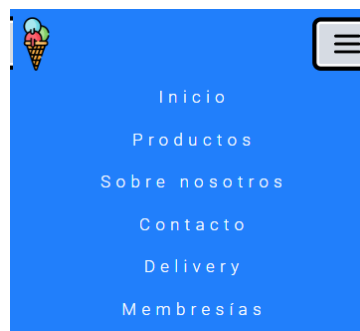 Inicio
Productos
Sobre nosotros
Contacto
Delivery
Membresías